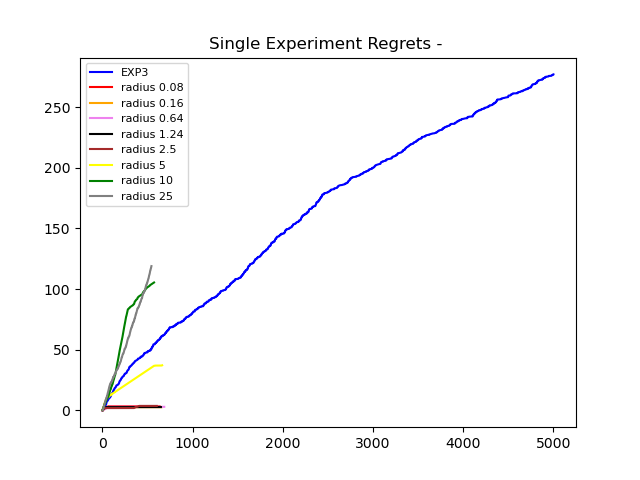 Single Experiment Regrets -
EXP3
radius 0.08
radius 0.16
radius 0.64
radius 1.24
radius 2.5
radius 5
radius 10
radius 25
250
200
150
100
50
0
0 1000 2000 3000 4000 5000